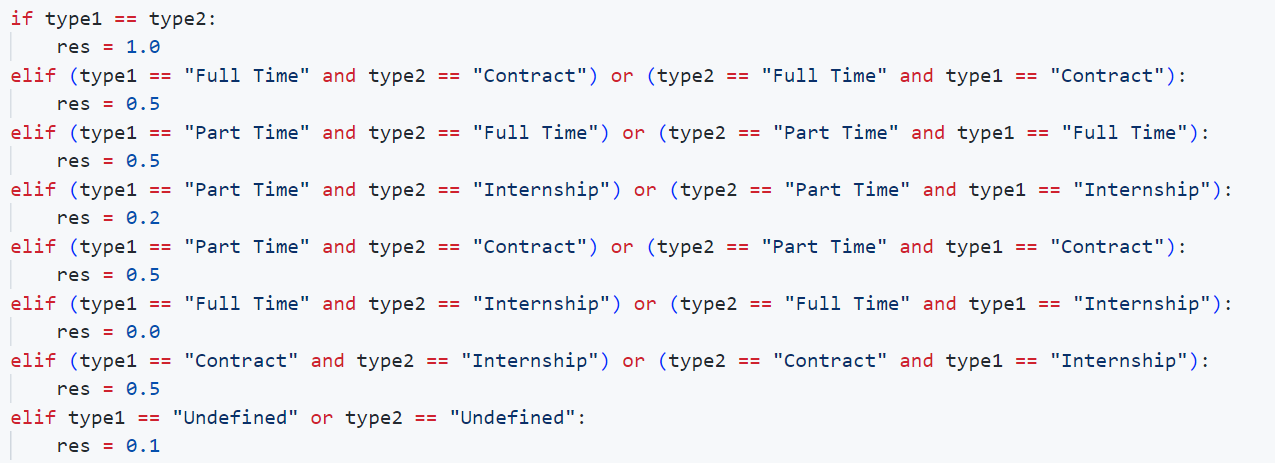 if type1 == type2:
    res = 1.0
elif (type1 == "Full Time" and type2 == "Contract") or (type2 == "Full Time" and type1 == "Contract"):
    res = 0.5
elif (type1 == "Part Time" and type2 == "Full Time") or (type2 == "Part Time" and type1 == "Full Time"):
    res = 0.5
elif (type1 == "Part Time" and type2 == "Internship") or (type2 == "Part Time" and type1 == "Internship"):
    res = 0.2
elif (type1 == "Part Time" and type2 == "Contract") or (type2 == "Part Time" and type1 == "Contract"):
    res = 0.5
elif (type1 == "Full Time" and type2 == "Internship") or (type2 == "Full Time" and type1 == "Internship"):
    res = 0.0
elif (type1 == "Contract" and type2 == "Internship") or (type2 == "Contract" and type1 == "Internship"):
    res = 0.5
elif type1 == "Undefined" or type2 == "Undefined":
    res = 0.1